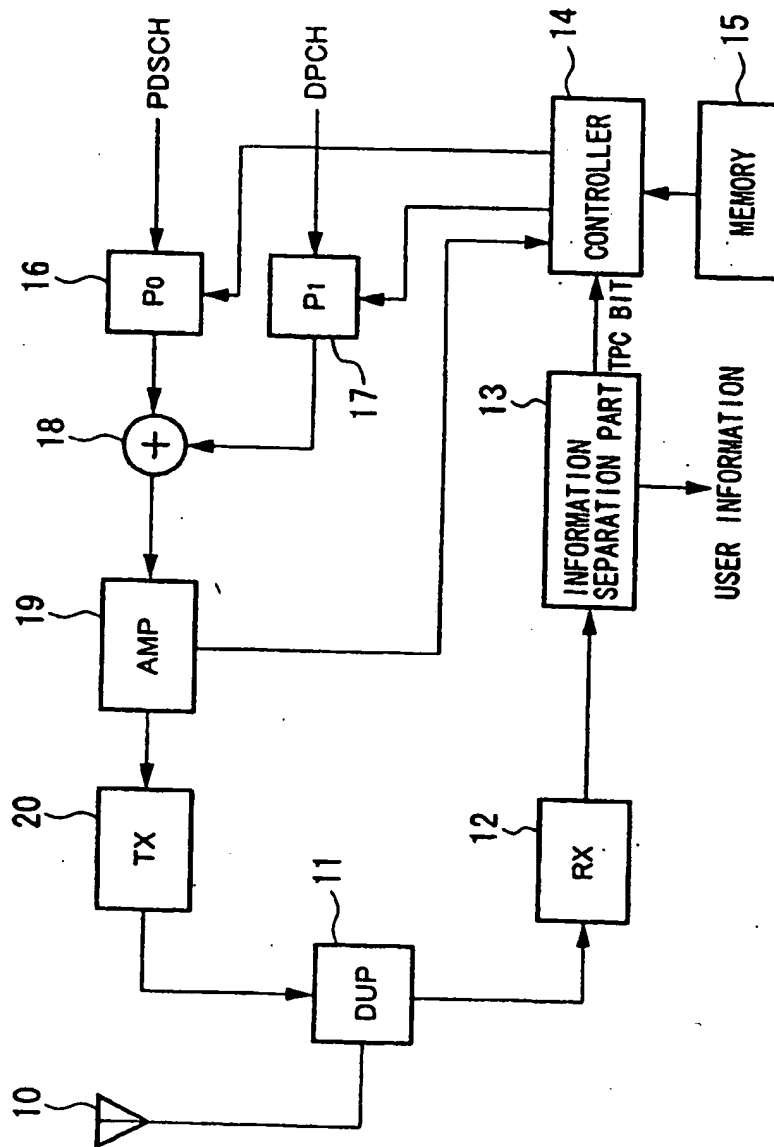 10
20
TX
19
AMP
18
+
16
P0
PDSCH
11
DUP
17
P1
DPCH
12
RX
13
INFORMATION
SEPARATION PART
TPC BIT
14
CONTROLLER
USER INFORMATION
15
MEMORY